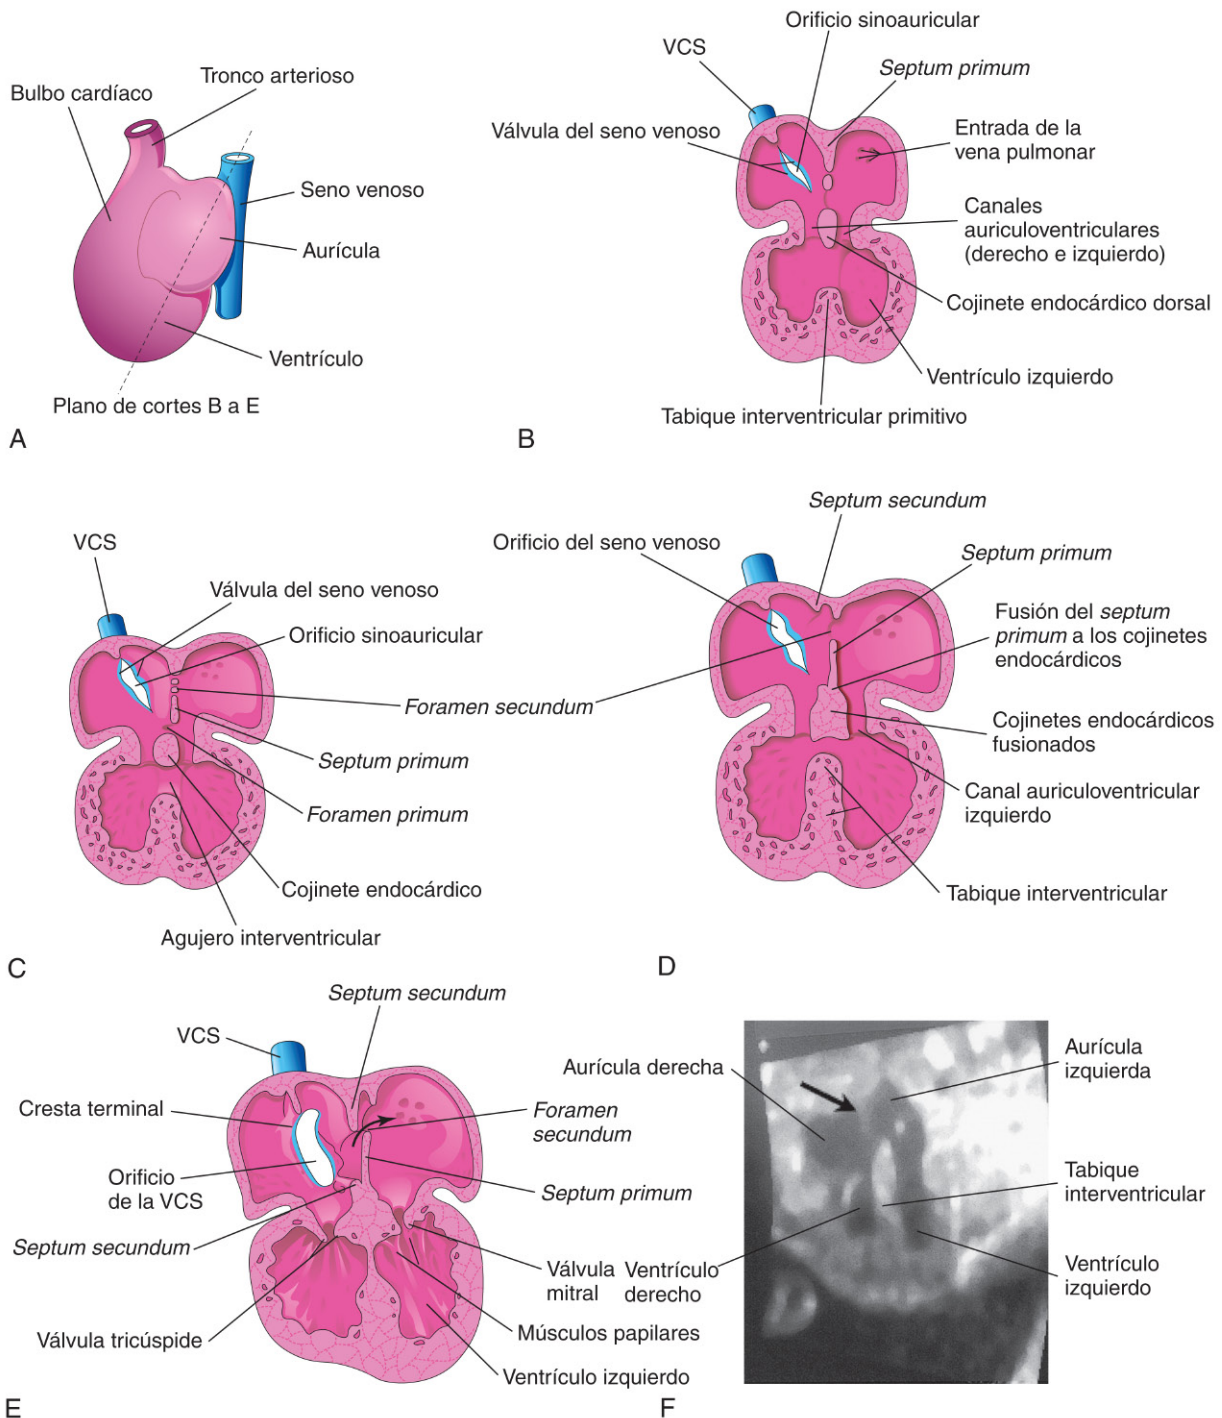 Tronco arterioso
Bulbo cardíaco
Seno venoso
Aurícula
Ventrículo
Plano de cortes B a E
A
Orificio sinoauricular
VCS
Septum primum
Válvula del seno venoso
Entrada de la
vena pulmonar
Canales
auriculoventriculares
(derecho e izquierdo)
Cojinete endocárdico dorsal
Ventrículo izquierdo
Tabique interventricular primitivo
B
VCS
Válvula del seno venoso
Orificio sinoauricular
Foramen secundum
Septum primum
Foramen primum
Cojinete endocárdico
Agujero interventricular
C
Septum secundum
Orificio del seno venoso
Septum primum
Fusión del septum
primum a los cojinetes
endocárdicos
Cojinetes endocárdicos
fusionados
Canal auriculoventricular
izquierdo
Tabique interventricular
D
Septum secundum
VCS
Cresta terminal
Foramen
secundum
Orificio
de la VCS
Septum primum
Septum secundum
Válvula
mitral
Válvula tricúspide
Músculos papilares
Ventrículo izquierdo
E
Aurícula derecha
Aurícula
izquierda
Tabique
interventricular
Ventrículo
derecho
Ventrículo
izquierdo
F